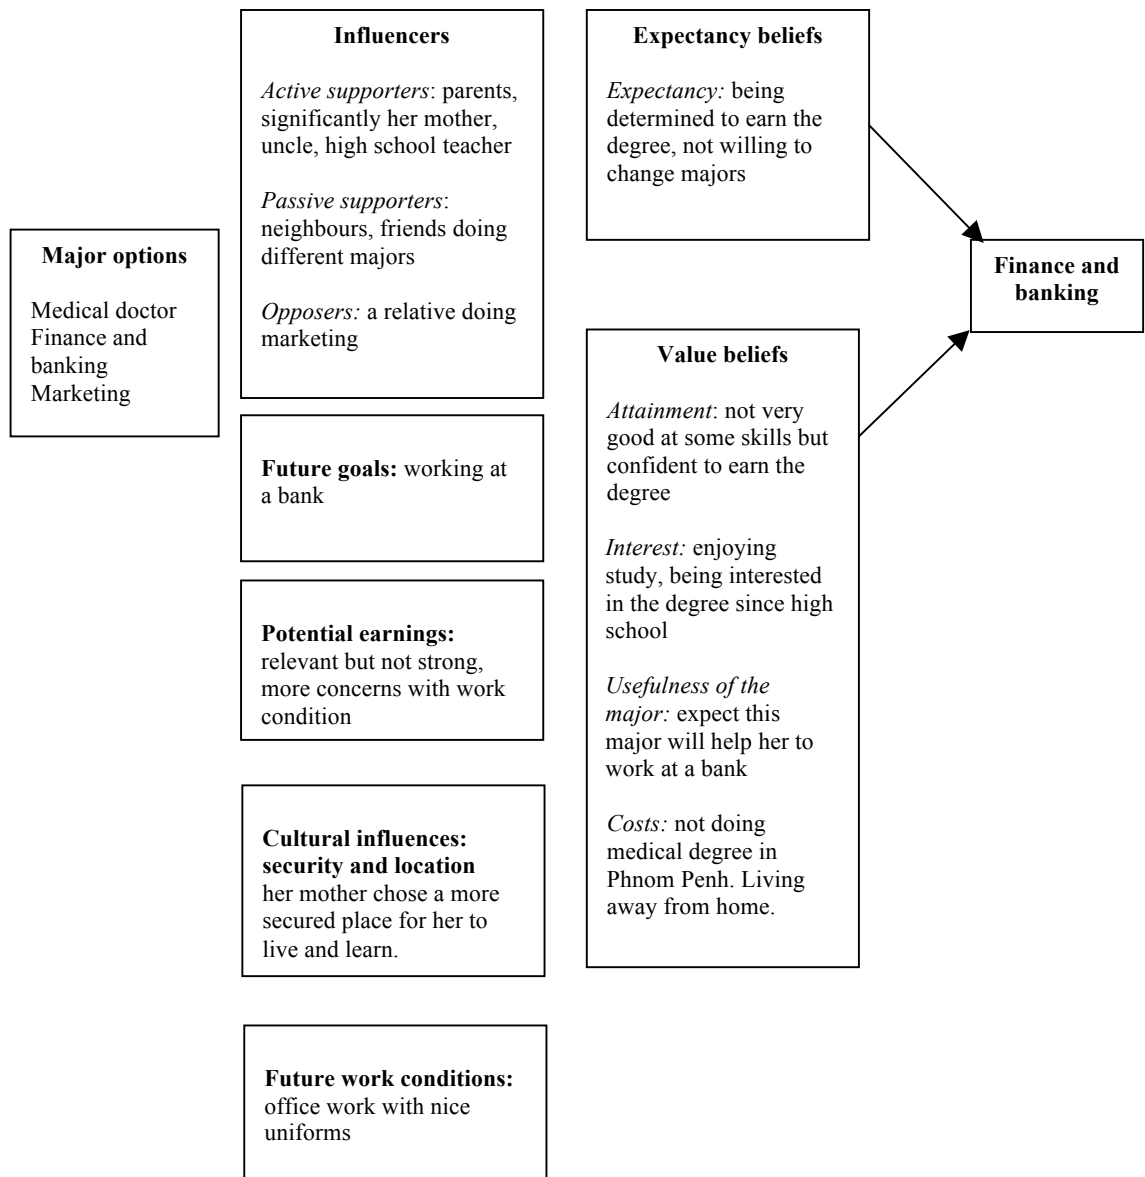 Major options
Medical doctor
Finance and
banking
Marketing
Influencers
Active supporters: parents,
significantly her mother,
uncle, high school teacher
Passive supporters:
neighbours, friends doing
different majors
Opposers: a relative doing
marketing
Future goals: working at
a bank
Potential earnings:
relevant but not strong,
more concerns with work
condition
Cultural influences:
security and location
her mother chose a more
secured place for her to
live and learn.
Future work conditions:
office work with nice
uniforms
Expectancy beliefs
Expectancy: being
determined to earn the
degree, not willing to
change majors
Value beliefs
Attainment: not very
good at some skills but
confident to earn the
degree
Interest: enjoying
study, being interested
in the degree since high
school
Usefulness of the
major: expect this
major will help her to
work at a bank
Costs: not doing
medical degree in
Phnom Penh. Living
away from home.
Finance and
banking